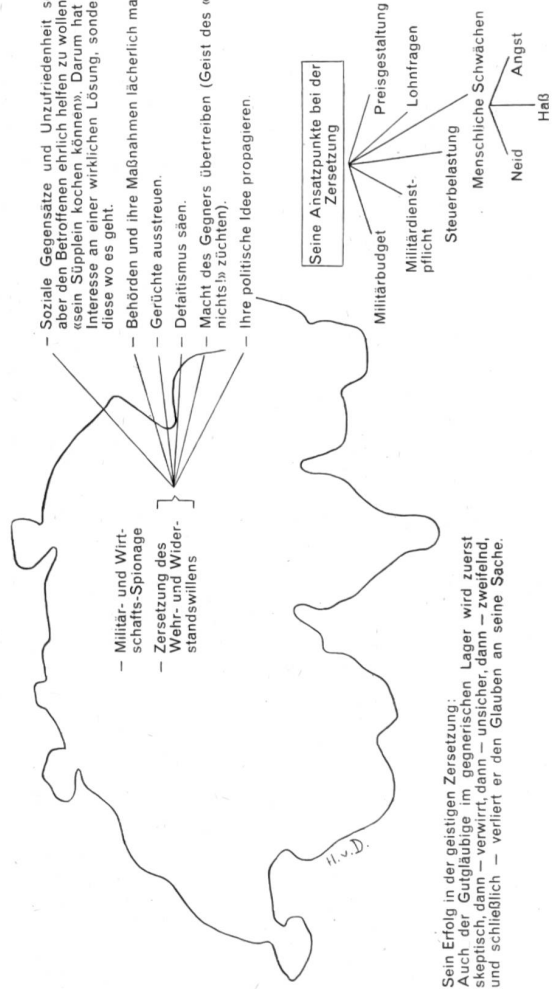 — Soziale Gegensätze und Unzufriedenheit s
aber den Betroffenen ehrlich helfen zu wollen
«sein Süpplein kochen können». Darum hat
Interesse an einer wirklichen Lösung, sonde
diese wo es geht.
— Behörden und ihre Maßnahmen lächerlich ma
— Gerüchte ausstreuen.
— Defaitismus säen.
— Macht des Gegners übertreiben (Geist des «
nichts!» züchten).
— Ihre politische Idee propagieren.
— Militär- und Wirt-
schafts-Spionage
— Zersetzung des
Wehr- und Wider-
standswillens
Seine Ansatzpunkte bei der
Zersetzung
Militärbudget
Militärdienst-
pflicht
Steuerbelastung
Menschliche Schwächen
Lohnfragen
Preisgestaltung
Neid
Haß
Angst
H.v.D.
Sein Erfolg in der geistigen Zersetzung:
Auch der Gutgläubige im gegnerischen Lager wird zuerst
skeptisch, dann — verwirrt, dann — unsicher, dann — zweifelnd,
und schließlich — verliert er den Glauben an seine Sache.